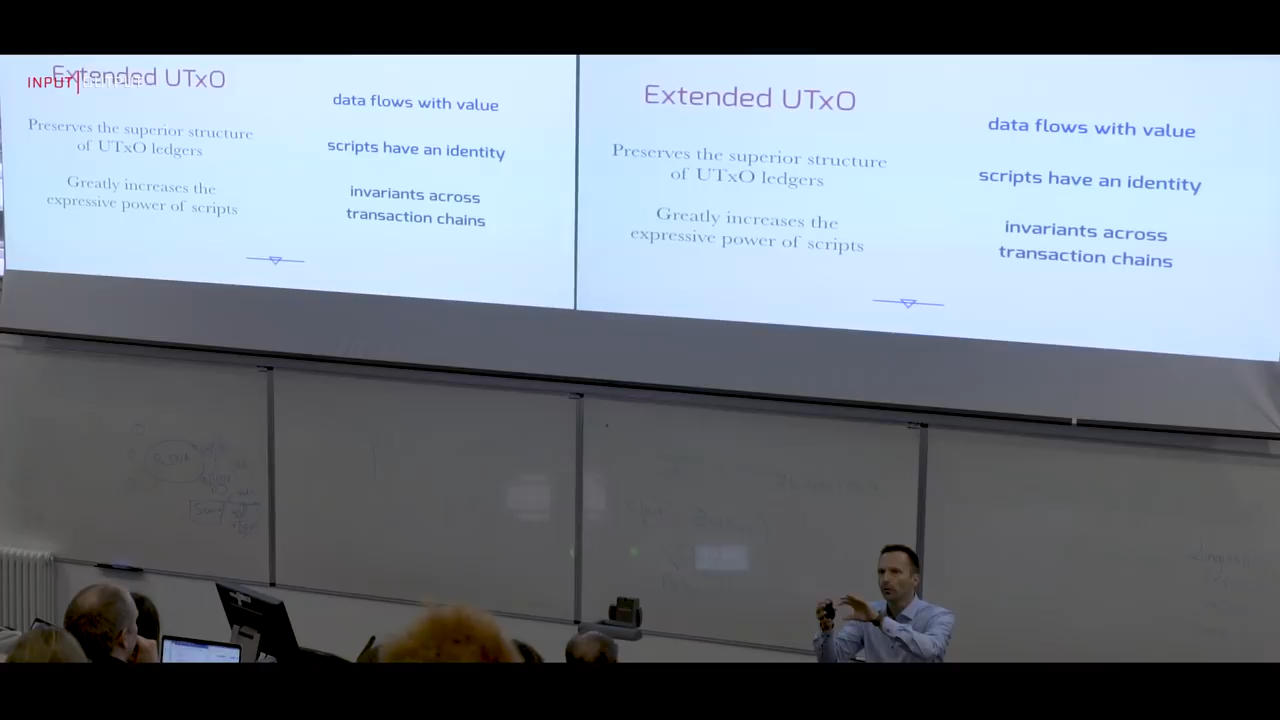 INPUT OUTPUT
Extended UTxO
data flows with value
Preserves the superior structure
of UTxO ledgers
scripts have an identity
Greatly increases the
expressive power of scripts
invariants across
transaction chains
Extended UTxO
data flows with value
Preserves the superior structure
of UTxO ledgers
scripts have an identity
Greatly increases the
expressive power of scripts
invariants across
transaction chains